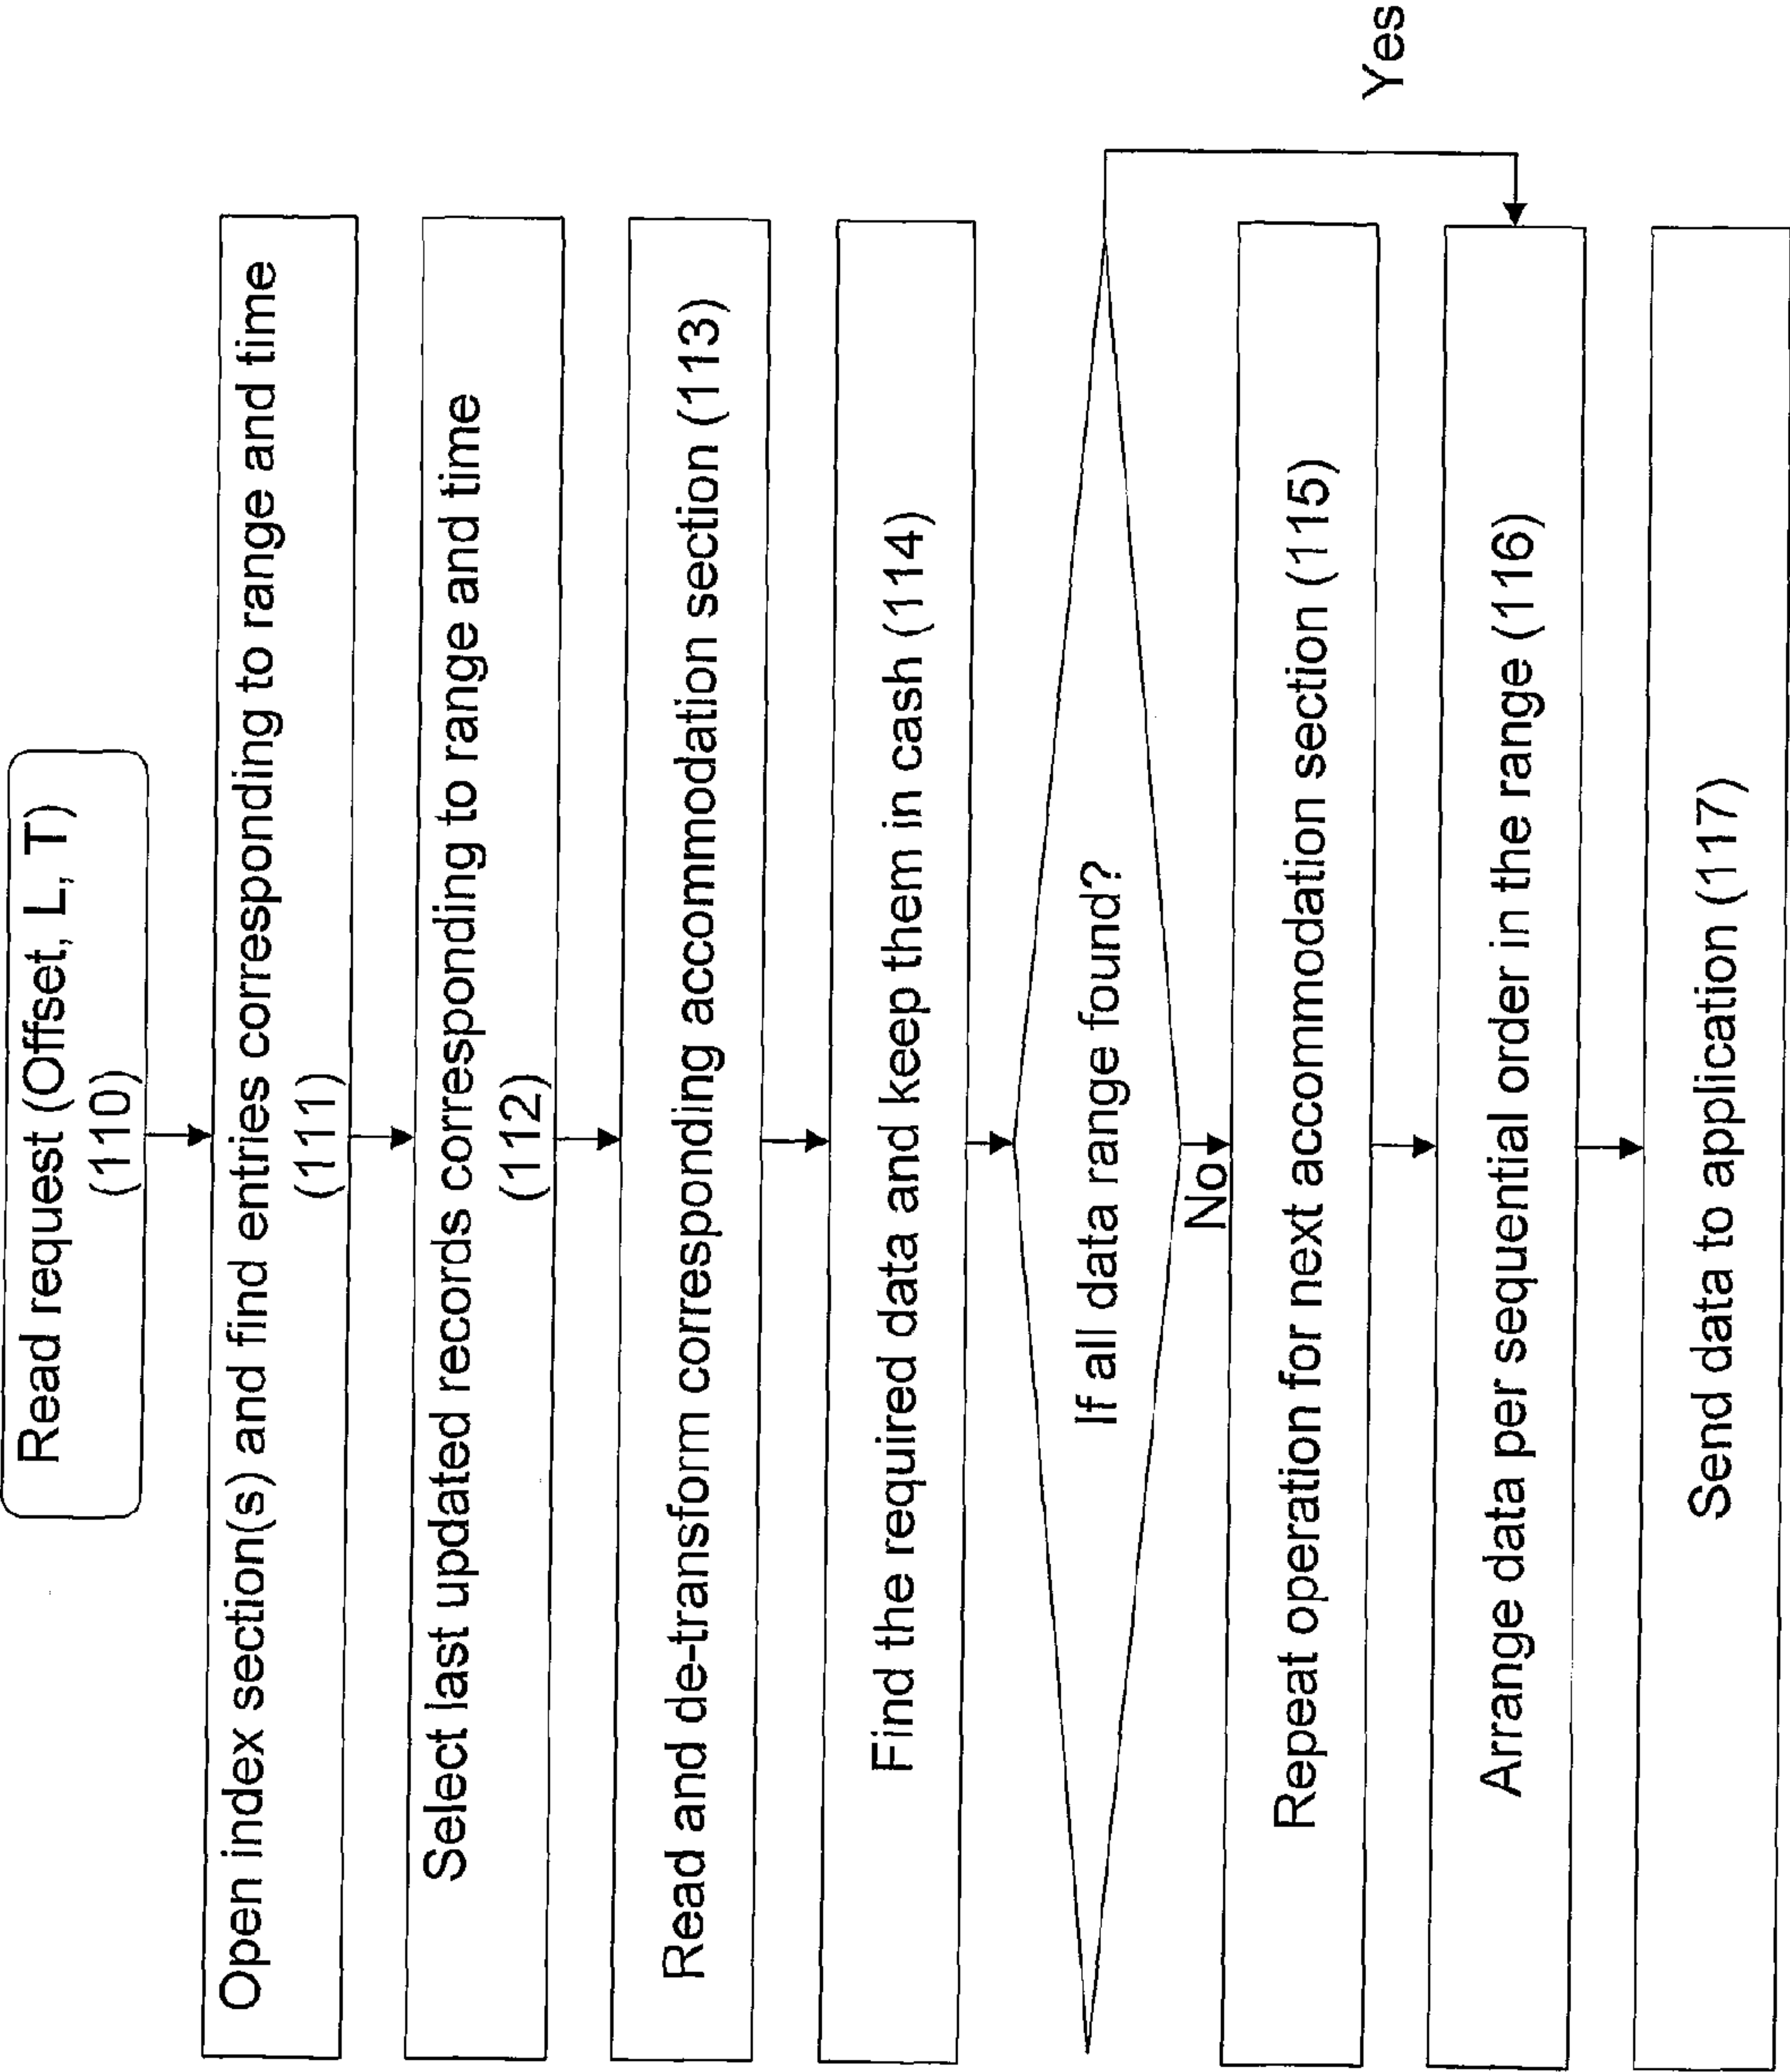 Read request (Offset, L, T)
(110)
Open index section(s) and find entries corresponding to range and time
(111)
Select last updated records corresponding to range and time
(112)
Read and de-transform corresponding accommodation section (113)
Find the required data and keep them in cash (114)
If all data range found?
Yes
No
Repeat operation for next accommodation section (115)
Arrange data per sequential order in the range (116)
Send data to application (117)